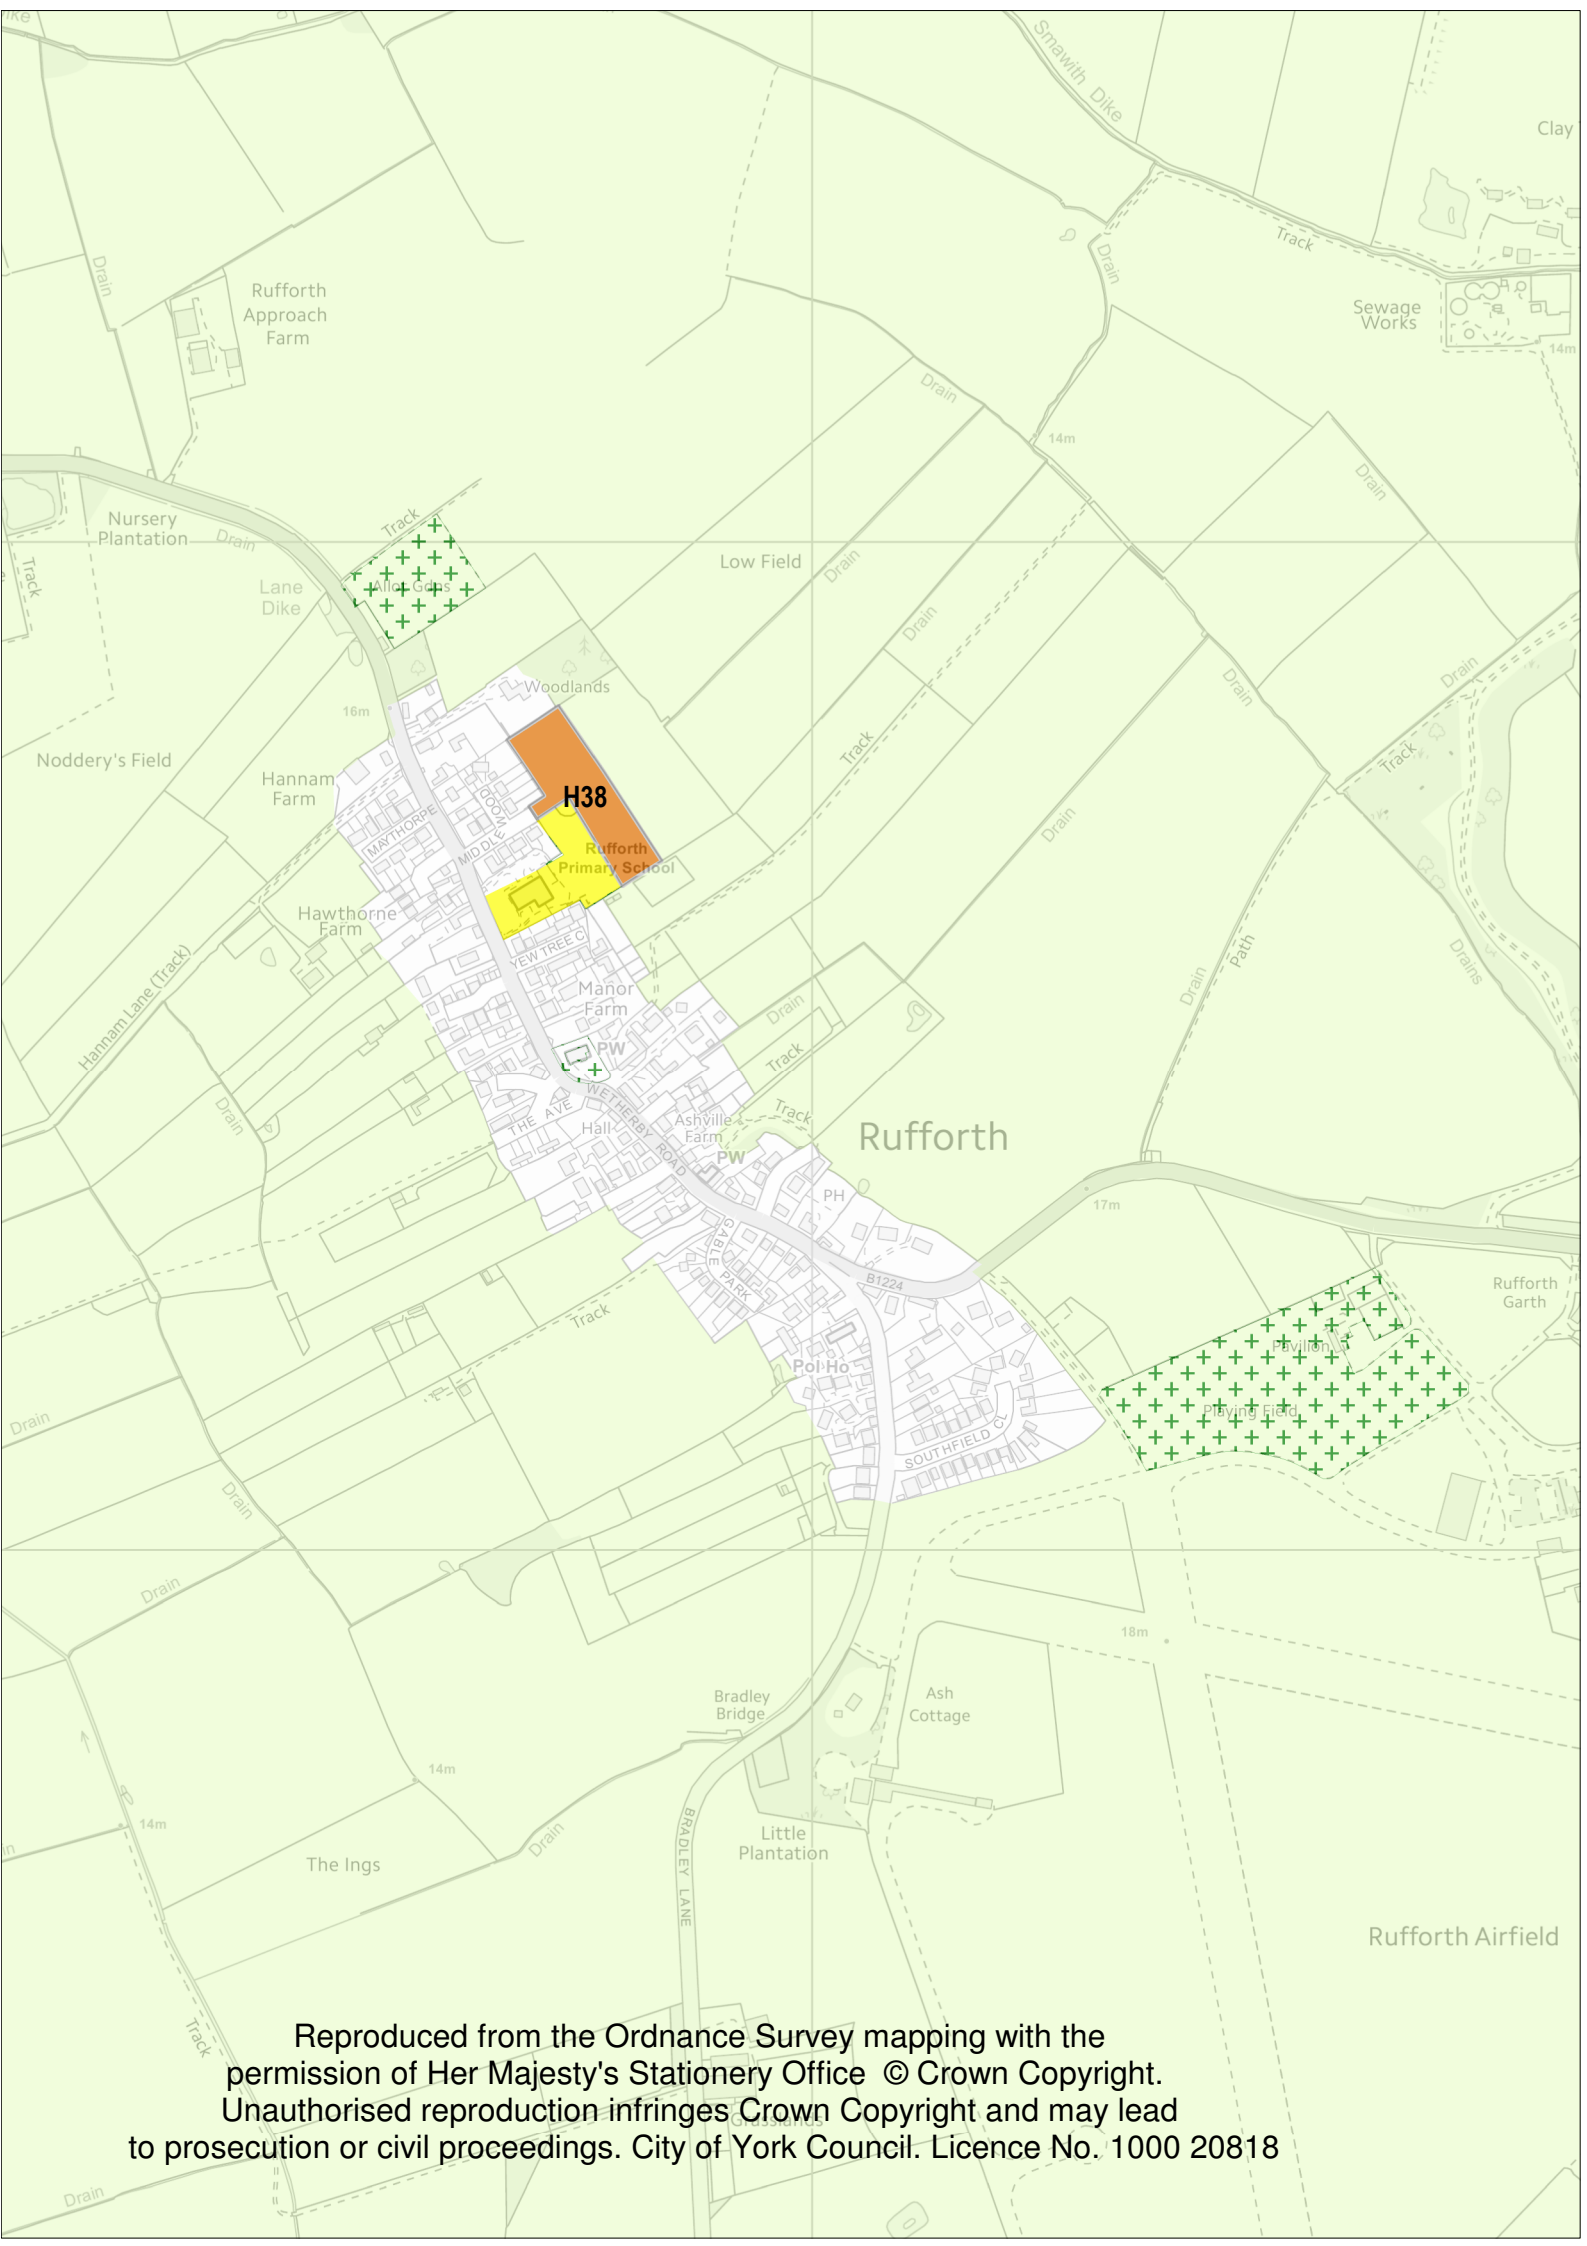 Smawith Dike
Clay
Track
Drain
Drain
Rufforth
Approach
Farm
Sewage
Works
14m
Drain
14m
Drain
Nursery
Plantation
Drain
Track
Track
Allot Gdns
Low Field
Drain
Lane
Dike
Drain
Drain
Drain
Woodlands
16m
Noddery's Field
Hannam
Farm
H38
Track
Track
MAYTHORPE
MIDDLEWOOD
Drain
Rufforth
Primary School
Hawthorne
Farm
YEW TREE C
Path
Drains
Hannam Lane (Track)
Manor
Farm
Drain
Drain
PW
Track
WETHERBY ROAD
THE AVE
Hall
Ashville
Farm
Track
Rufforth
Drain
PW
PH
17m
GABLE PARK
B1224
Rufforth
Garth
Track
Pavilion
Pol Ho
Playing Field
Drain
SOUTHFIELD CL
Drain
Drain
18m
Bradley
Bridge
Ash
Cottage
14m
14m
BRADLEY LANE
Little
Plantation
Drain
The Ings
Rufforth Airfield
Track
Reproduced from the Ordnance Survey mapping with the
permission of Her Majesty's Stationery Office © Crown Copyright.
Unauthorised reproduction infringes Crown Copyright and may lead
Grasslands
to prosecution or civil proceedings. City of York Council. Licence No. 1000 20818
Drain